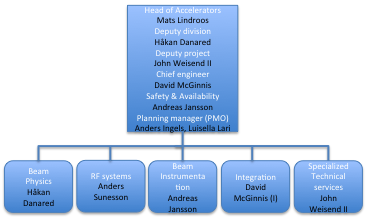 Head of Accelerators
Mats Lindroos
Deputy division
Håkan Danared
Deputy project
John Weisend II
Chief engineer
David McGinnis
Safety & Availability
Andreas Jansson
Planning manager (PMO)
Anders Ingels, Luisella Lari
Beam
Physics
Håkan
Danared
RF systems
Anders
Sunesson
Beam
Instrumenta
tion
Andreas
Jansson
Integration
David
McGinnis (I)
Specialized
Technical
services
John
Weisend II